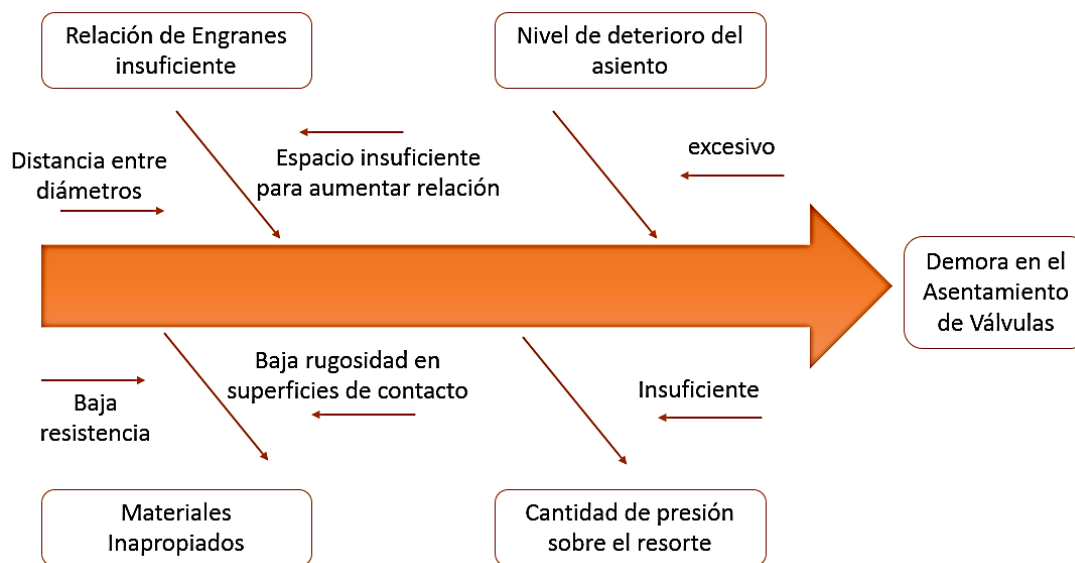 Relación de Engranes
insuficiente
Nivel de deterioro del
asiento
Distancia entre
diámetros
Espacio insuficiente
para aumentar relación
excesivo
Demora en el
Asentamiento
de Válvulas
Baja
resistencia
Baja rugosidad en
superficies de contacto
Insuficiente
Materiales
Inapropiados
Cantidad de presión
sobre el resorte